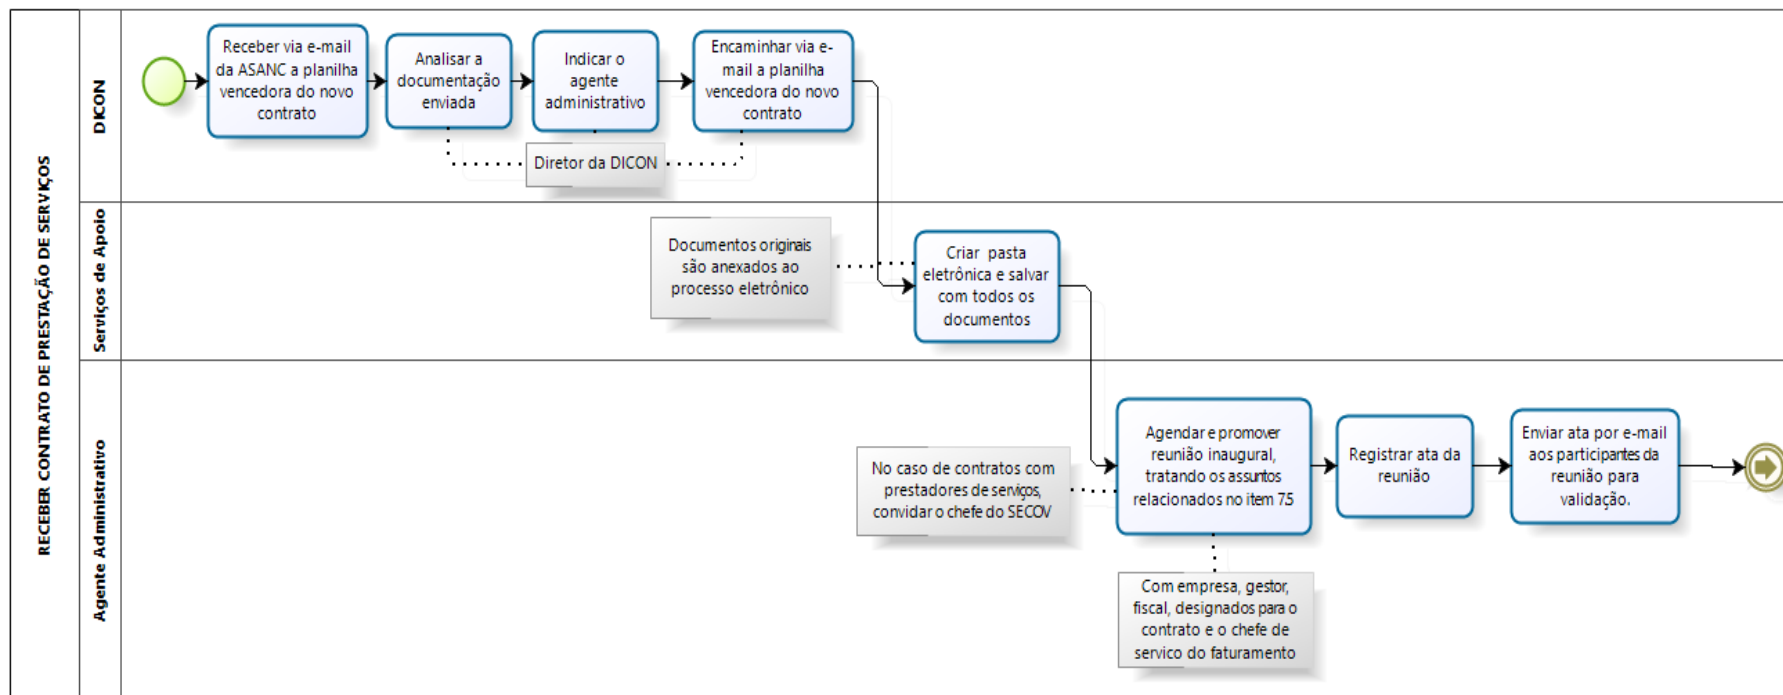 RECEBER CONTRATO DE PRESTAÇÃO DE SERVIÇOS
DICON
Receber via e-mail
da ASANC a planilha
vencedora do novo
contrato
Analisar a
documentação
enviada
Indicar o
agente
administrativo
Encaminhar via e-
mail a planilha
vencedora do novo
contrato
Diretor da DICON
Serviços de Apoio
Documentos originais
são anexados ao
processo eletrônico
Criar pasta
eletrônica e salvar
com todos os
documentos
Agente Administrativo
No caso de contratos com
prestadores de serviços,
convidar o chefe do SECOV
Agendar e promover
reunião inaugural,
tratando os assuntos
relacionados no item 7.5
Registrar ata da
reunião
Enviar ata por e-mail
aos participantes da
reunião para
validação.
Com empresa, gestor,
fiscal, designados para o
contrato e o chefe de
servico do faturamento